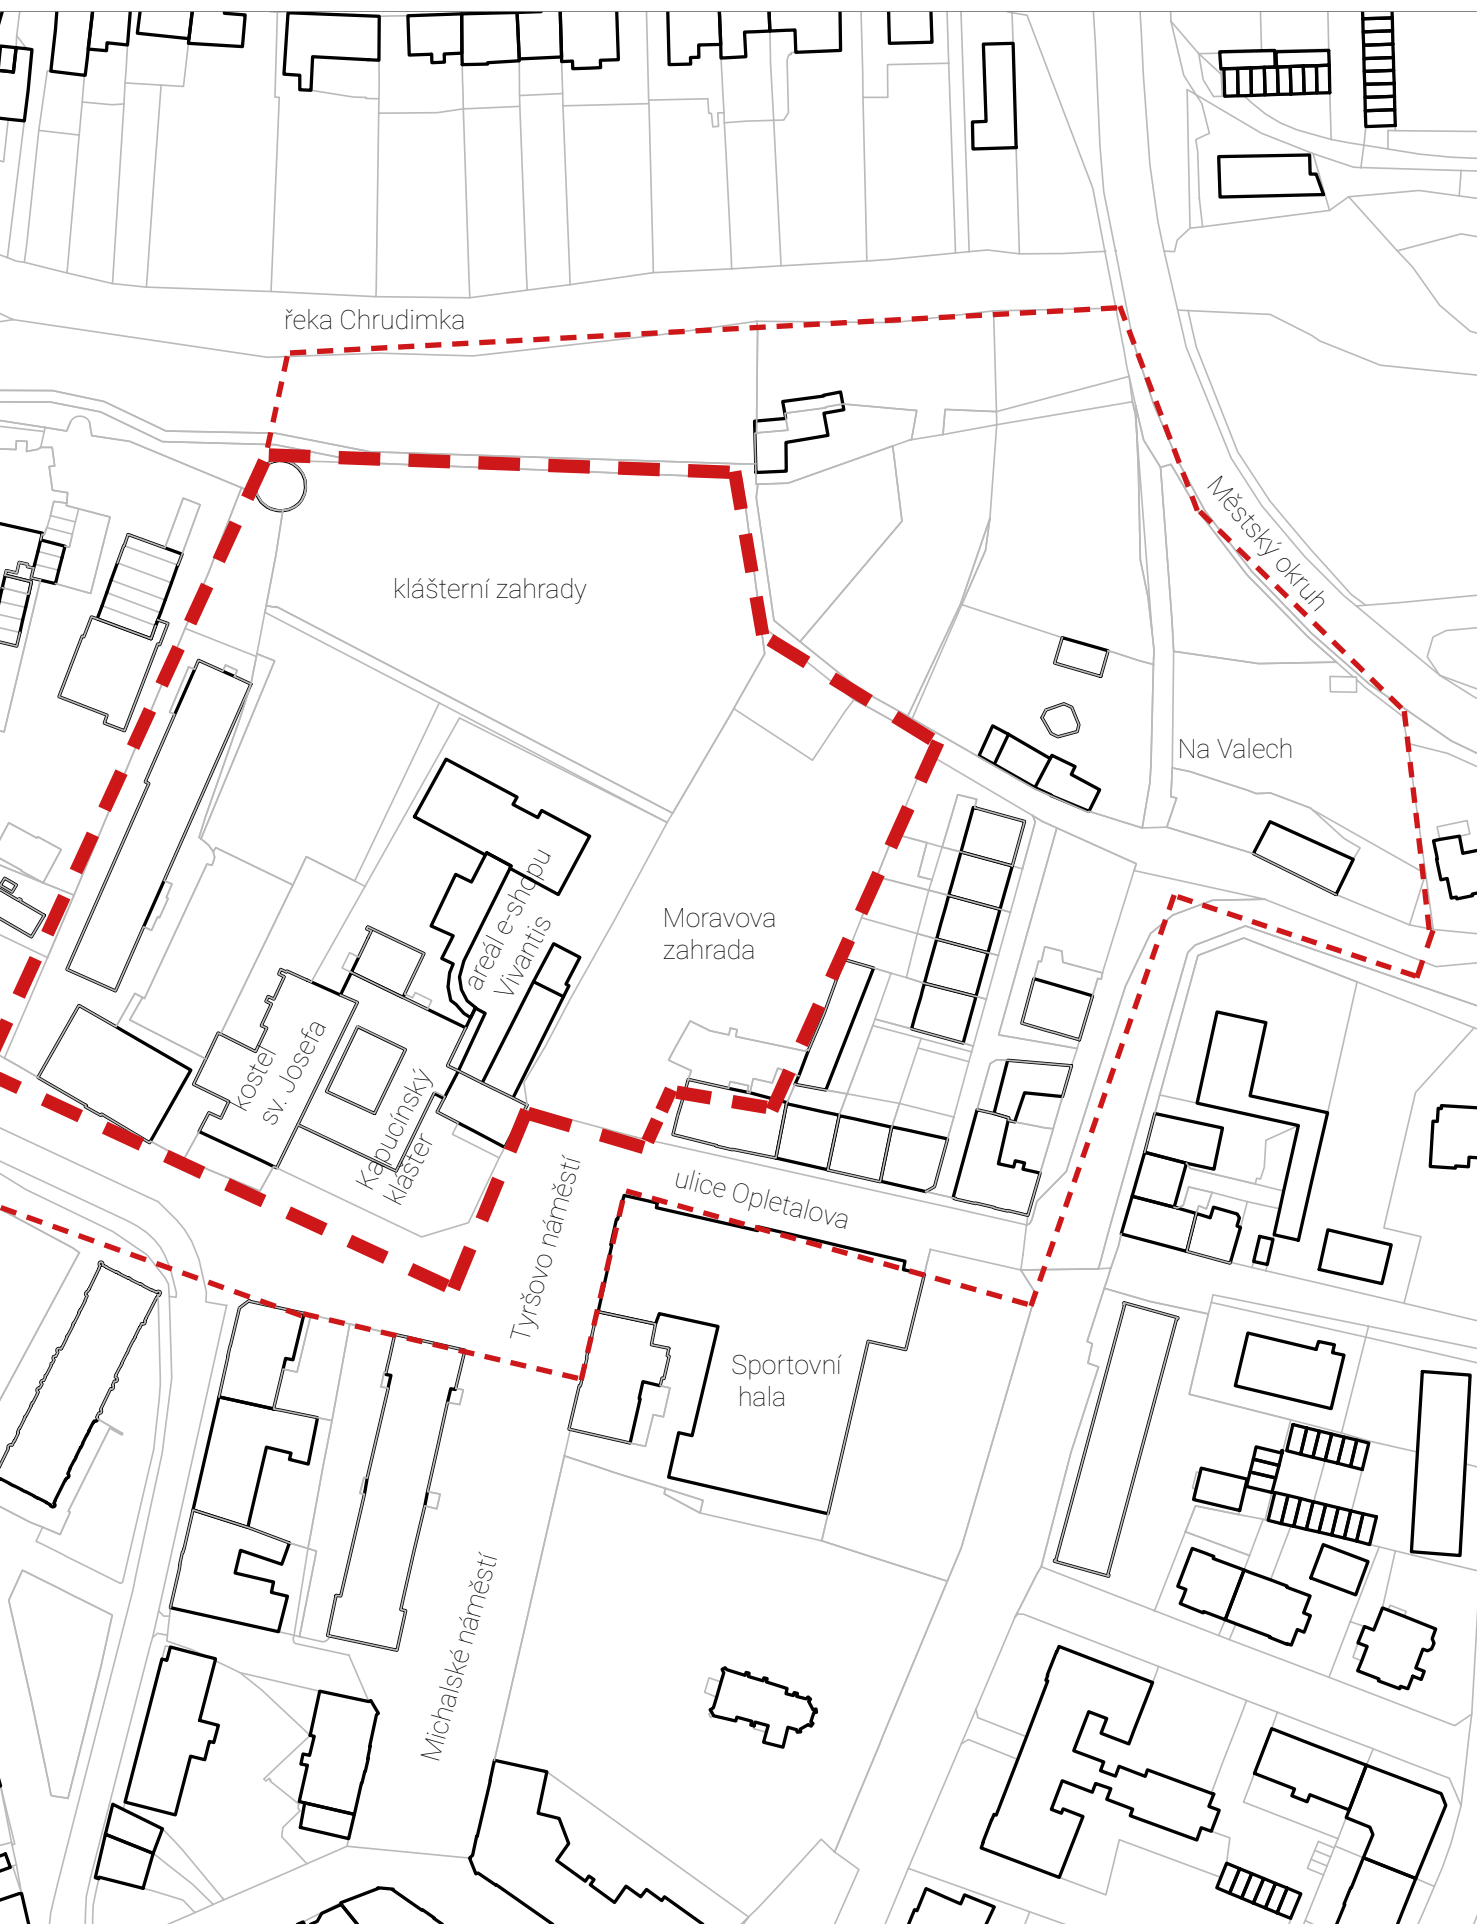 řeka Chrudimka
Městský okruh
klášterní zahrady
Na Valech
areál e-shopu
Vivantis
Moravova
zahrada
kostel
sv. Josefa
Kapucínský
klášter
ulice Opletalova
Tyršovo náměstí
Sportovní
hala
Michalské náměstí